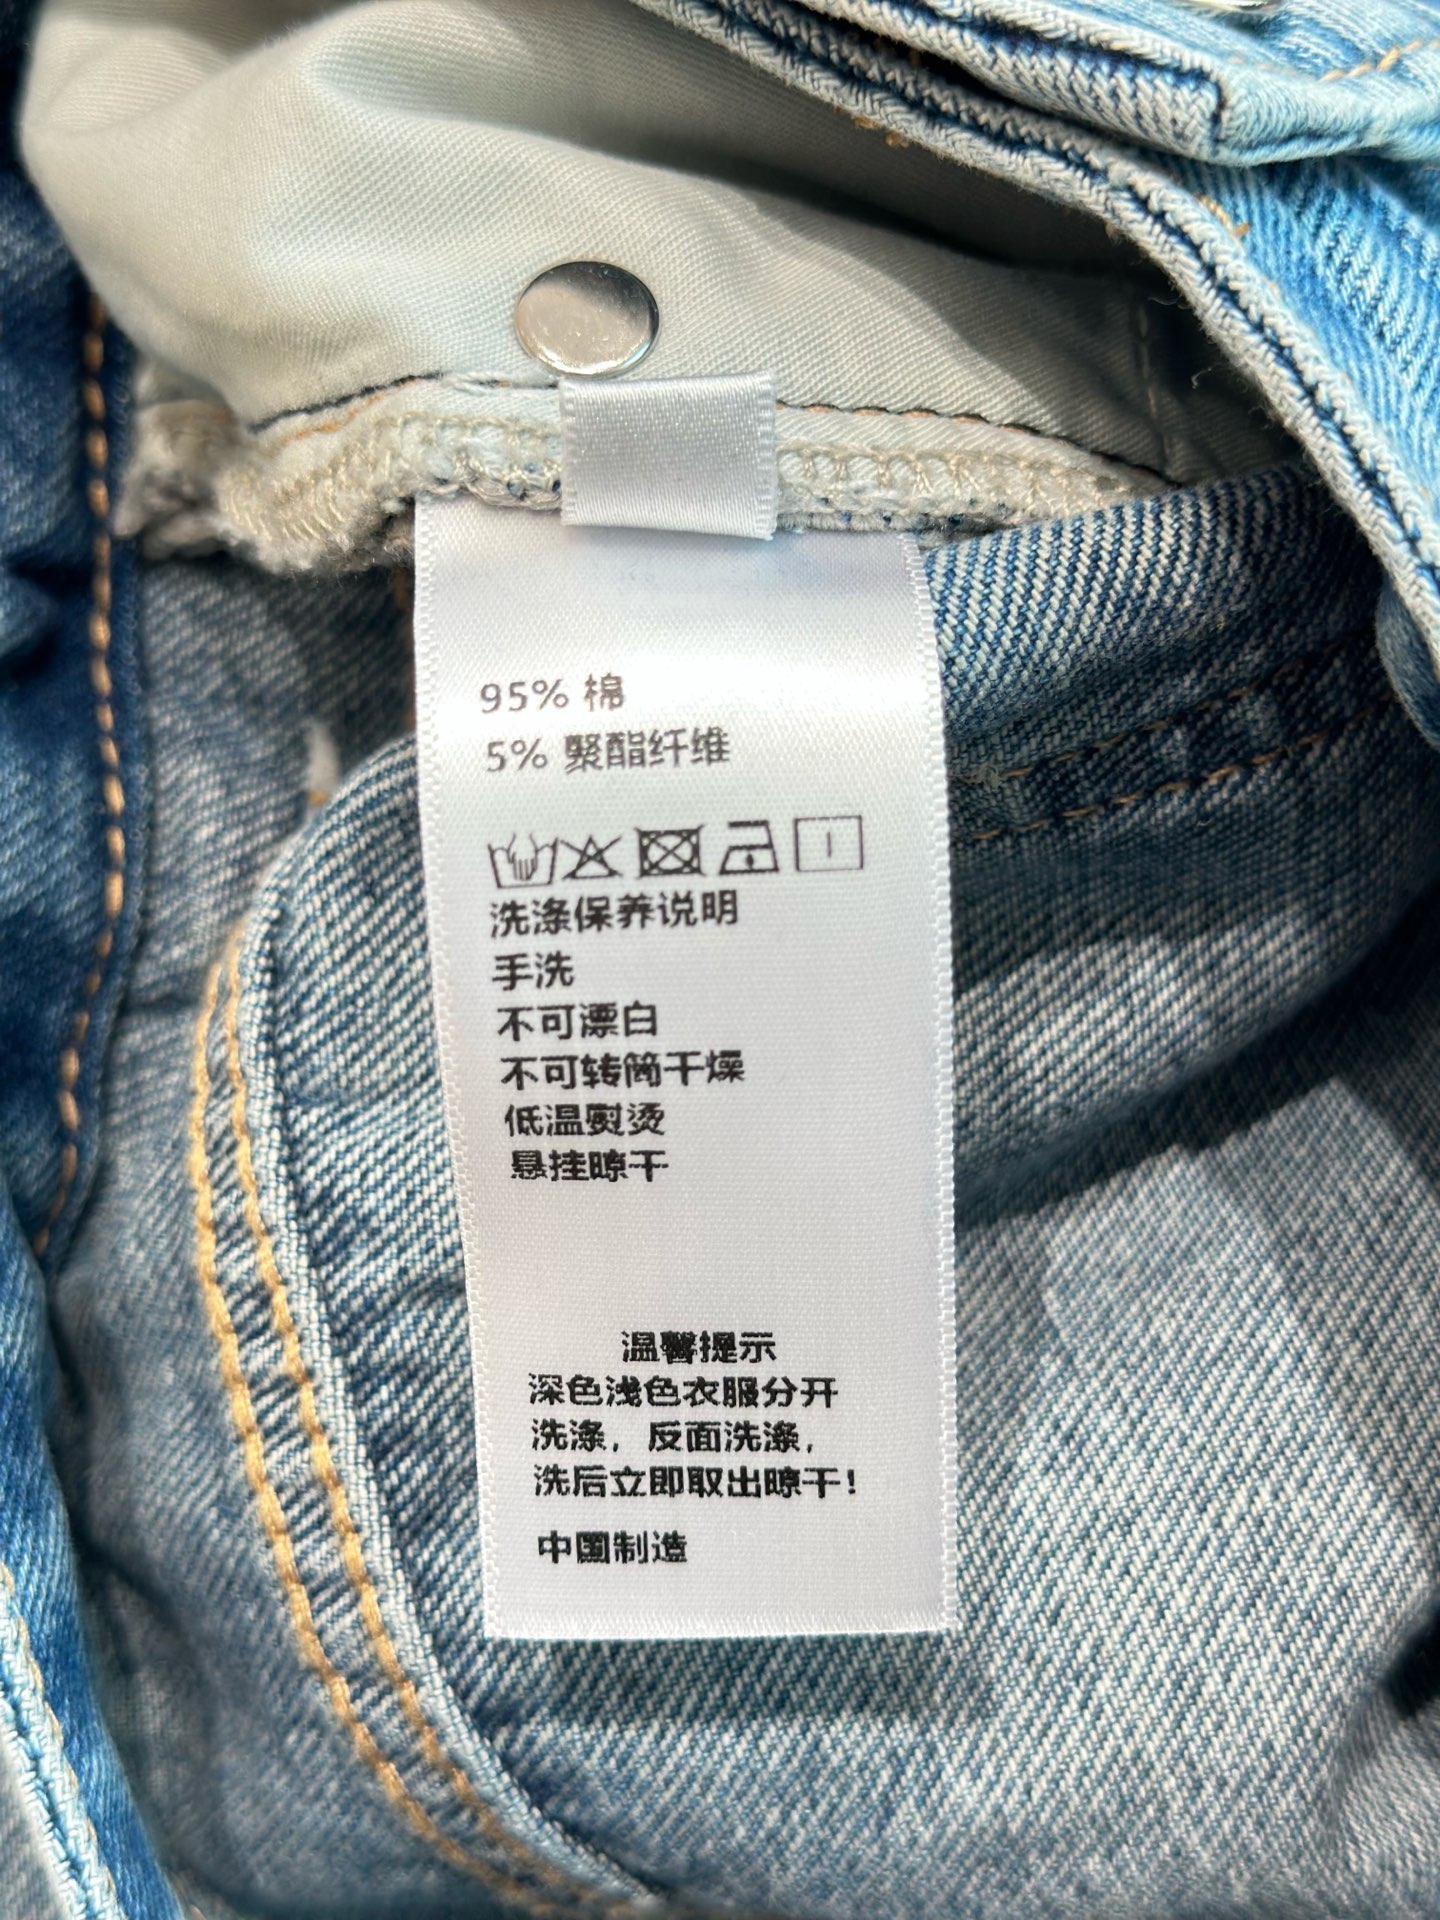 95% 棉
5% 聚酯纤维
洗涤保养说明
手洗
不可漂白
不可转筒干燥
低温熨烫
悬挂晾干
温馨提示
深色浅色衣服分开
洗涤，反面洗涤，
洗后立即取出晾干！
中国制造